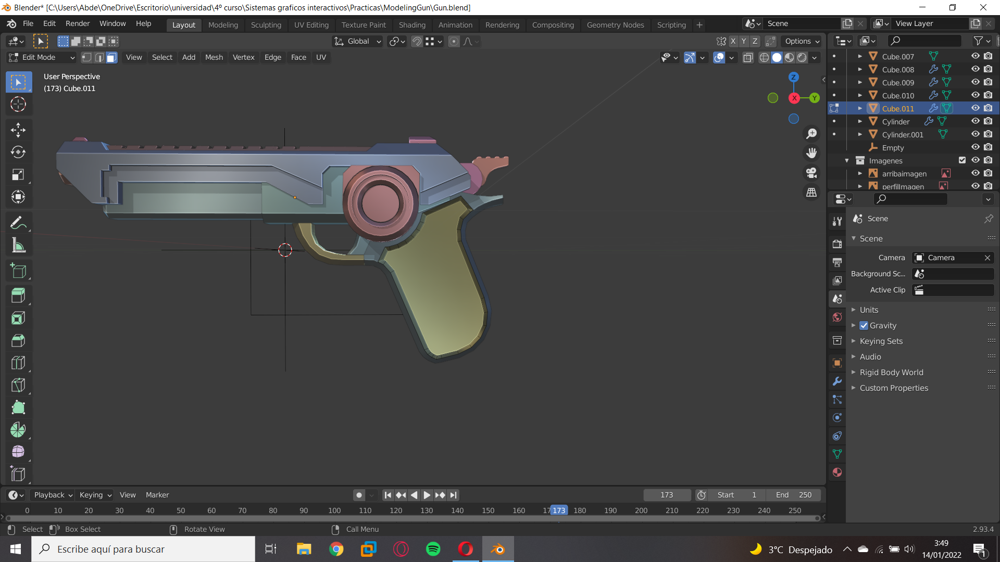 Blender* [C:\Users\Abde\OneDrive\Escritorio\universidad\4º curso\Sistemas graficos interactivos\Practicas\ModelingGun\Gun.blend]
File Edit Render Window Help Layout Modeling Sculpting UV Editing Texture Paint Shading Animation Rendering Compositing Geometry Nodes Scripting + Scene View Layer
Global X Y Z Options
Edit Mode View Select Add Mesh Vertex Edge Face UV
User Perspective
(173) Cube.011
Z
X Y
Cube.007
Cube.008
Cube.009
Cube.010
Cube.011
Cylinder
Cylinder.001
Empty
Imagenes
arribaimagen
perfilImagen
Scene
Scene
Camera Camera
Background Sc...
Active Clip
Units
Gravity
Keying Sets
Audio
Rigid Body World
Custom Properties
Playback Keying View Marker 173 Start 1 End 250
0 10 20 30 40 50 60 70 80 90 100 110 120 130 140 150 160 17 173 180 190 200 210 220 230 240 250
Select Box Select Rotate View Call Menu 2.93.4
Escribe aquí para buscar
3°C Despejado
3:49
14/01/2022
1